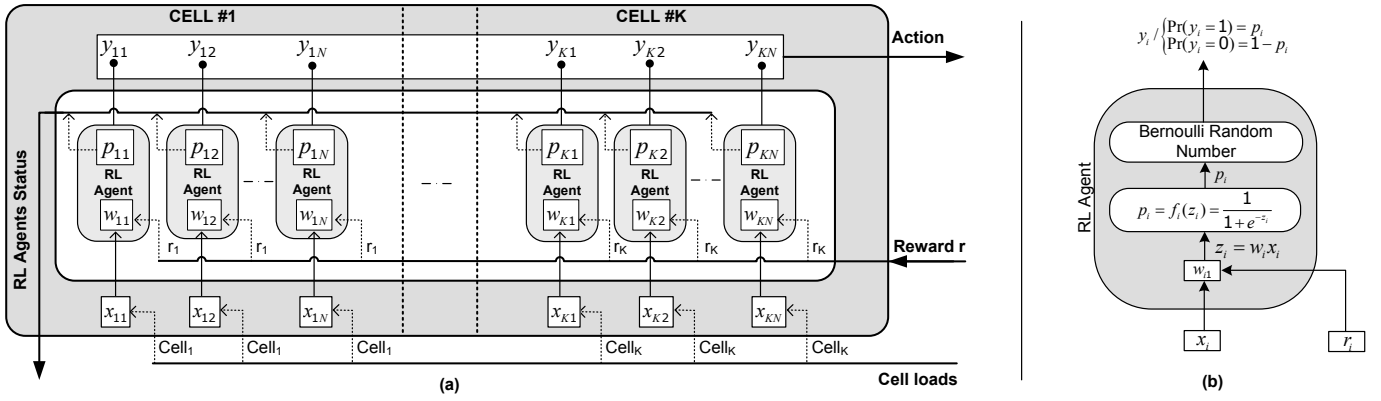 CELL #1
CELL #K
y₁₁ y₁₂ y₁N yK₁ yK₂ yKN
Action
RL Agents Status
p₁₁ p₁₂ p₁N pK₁ pK₂ pKN
RL Agent
RL Agent
RL Agent
RL Agent
RL Agent
RL Agent
w₁₁ w₁₂ w₁N wK₁ wK₂ wKN
r₁ r₁ r₁ rK rK rK
Reward r
x₁₁ x₁₂ x₁N xK₁ xK₂ xKN
Cell₁ Cell₁ Cell₁ CellK CellK CellK
Cell loads
(a)
yᵢ / {Pr(yᵢ = 1) = pᵢ
{Pr(yᵢ = 0) = 1 − pᵢ
RL Agent
Bernoulli Random
Number
pᵢ
pᵢ = fᵢ(zᵢ) = 1 / (1 + e^(−zᵢ))
zᵢ = wᵢxᵢ
wᵢ₁
xᵢ rᵢ
(b)